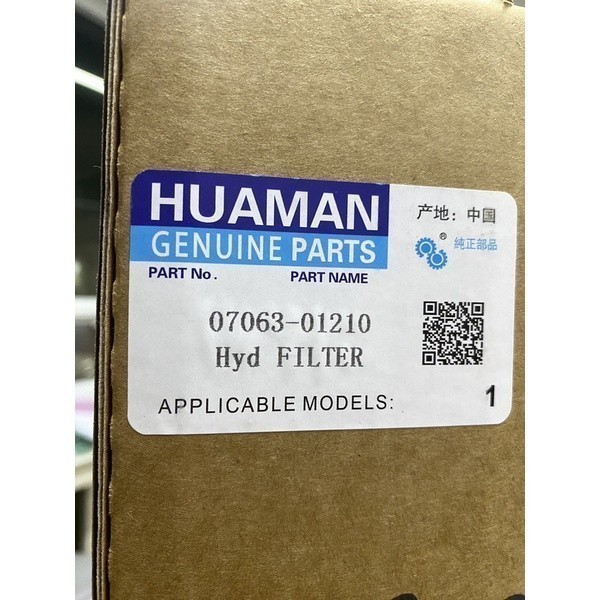 HUAMAN
GENUINE PARTS
产地：中国
®
纯正部品
PART No. PART NAME
07063-01210
Hyd FILTER
APPLICABLE MODELS: 1